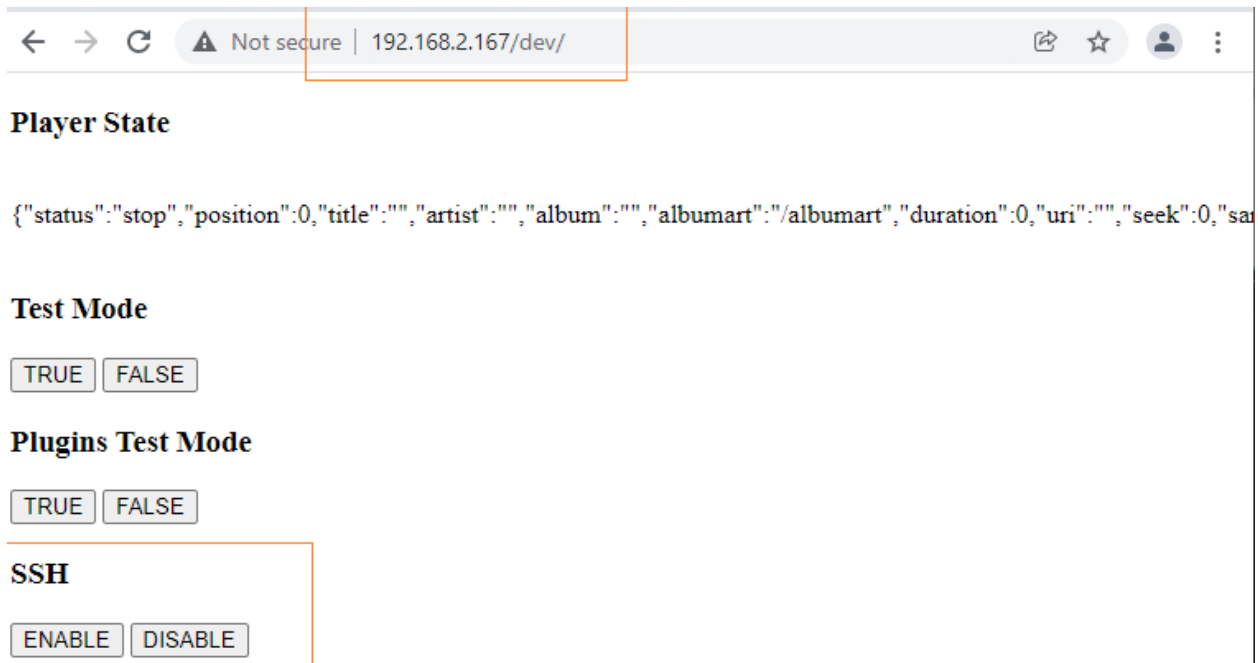 Not secure | 192.168.2.167/dev/
Player State
{"status":"stop","position":0,"title":"","artist":"","album":"","albumart":"/albumart","duration":0,"uri":"","seek":0,"sa
Test Mode
TRUE FALSE
Plugins Test Mode
TRUE FALSE
SSH
ENABLE DISABLE